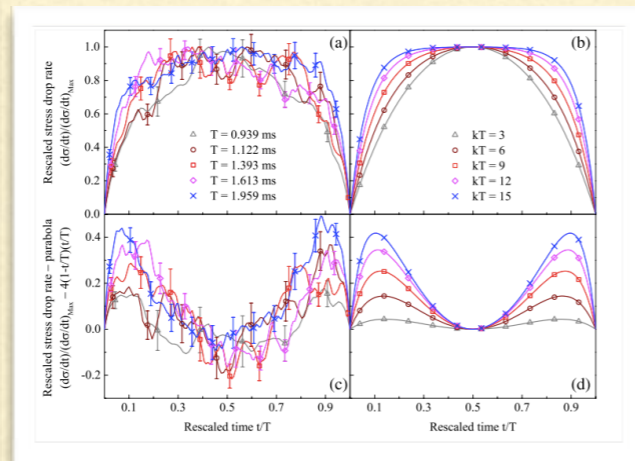 (a)
(b)
1.0
0.8
0.6
0.4
0.2
0.0
Rescaled stress drop rate
(dσ/dt)/(dσ/dt)Max
T = 0.939 ms
T = 1.122 ms
T = 1.393 ms
T = 1.613 ms
T = 1.959 ms
kT = 3
kT = 6
kT = 9
kT = 12
kT = 15
0.4
0.2
0.0
-0.2
Rescaled stress drop rate – parabola
(dσ/dt)/(dσ/dt)Max – 4(1-t/T)(t/T)
(c)
(d)
0.1 0.3 0.5 0.7 0.9
0.1 0.3 0.5 0.7 0.9
Rescaled time t/T
Rescaled time t/T